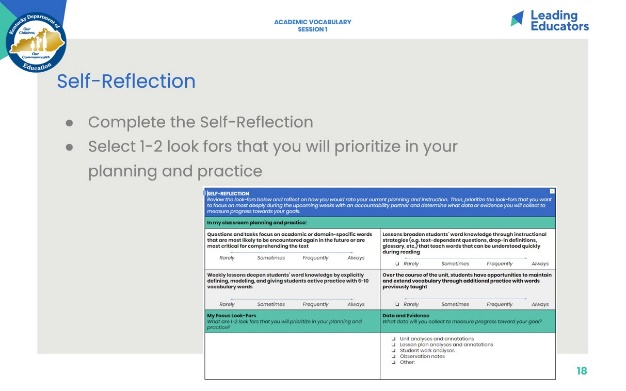 ACADEMIC VOCABULARY
SESSION 1
Kentucky Department of
Our Children
Our Commonwealth
Education
Leading
Educators
Self-Reflection
● Complete the Self-Reflection
● Select 1-2 look fors that you will prioritize in your
planning and practice
SELF-REFLECTION
Review the look-fors below and reflect on how you would rate your current planning and instruction. Then, prioritize the look-fors that you want
to focus on most deeply during the upcoming weeks with an accountability partner and determine what data or evidence you will collect to
measure progress towards your goals.
In my classroom planning and practice:
Questions and tasks focus on academic or domain-specific words
that are most likely to be encountered again in the future or are
most critical for comprehending the text
Rarely Sometimes Frequently Always
Lessons broaden students' word knowledge through instructional
strategies (e.g. text-dependent questions, drop-in definitions,
glossary, etc.) that teach words that can be understood quickly
during reading
❏ Rarely Sometimes Frequently Always
Weekly lessons deepen students' word knowledge by explicitly
defining, modeling, and giving students active practice with 6-10
vocabulary words
Rarely Sometimes Frequently Always
Over the course of the unit, students have opportunities to maintain
and extend vocabulary through additional practice with words
previously taught
❏ Rarely Sometimes Frequently Always
My Focus Look-Fors
What are 1-2 look fors that you will prioritize in your planning and
practice?
Data and Evidence
What data will you collect to measure progress toward your goal?
❏ Unit analyses and annotations
❏ Lesson plan analyses and annotations
❏ Student work analyses
❏ Observation notes
❏ Other:
18